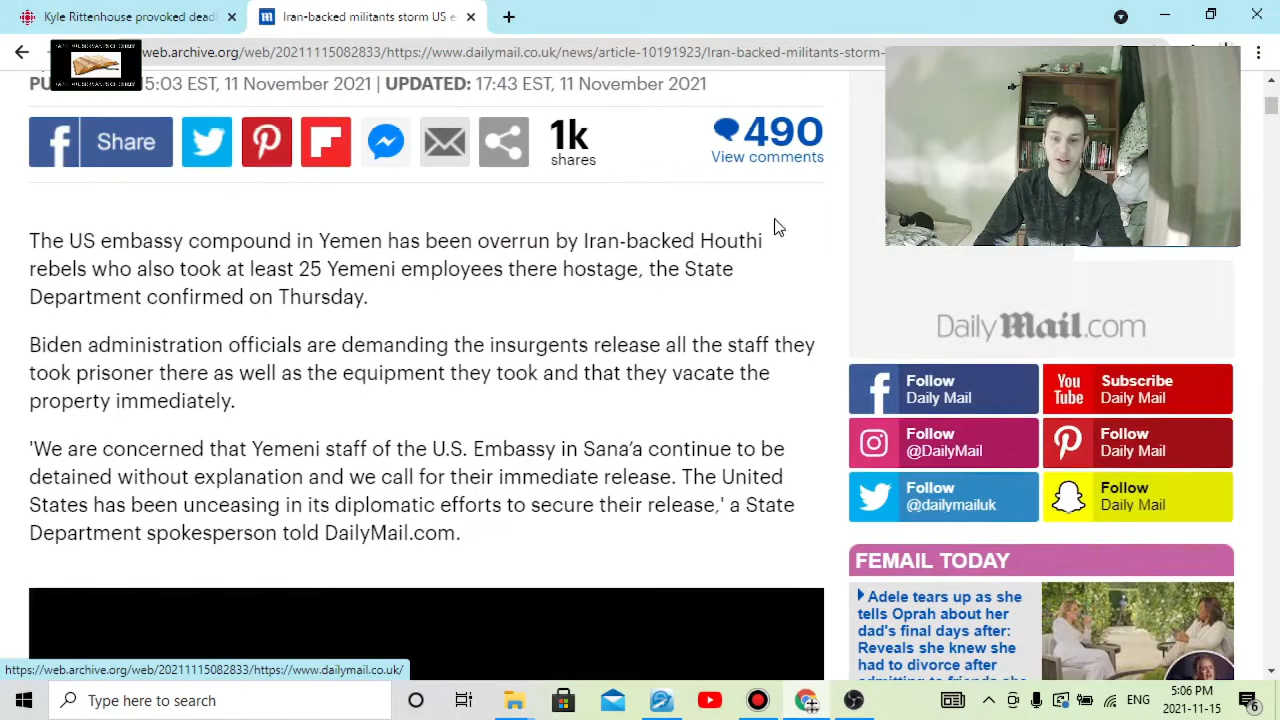 Kyle Rittenhouse provoked deadl
Iran-backed militants storm US e
web.archive.org/web/20211115082833/https://www.dailymail.co.uk/news/article-10191923/Iran-backed-militants-storm-
15:03 EST, 11 November 2021 | UPDATED: 17:43 EST, 11 November 2021
Share
1k
shares
490
View comments
The US embassy compound in Yemen has been overrun by Iran-backed Houthi
rebels who also took at least 25 Yemeni employees there hostage, the State
Department confirmed on Thursday.
Biden administration officials are demanding the insurgents release all the staff they
took prisoner there as well as the equipment they took and that they vacate the
property immediately.
'We are concerned that Yemeni staff of the U.S. Embassy in Sana’a continue to be
detained without explanation and we call for their immediate release. The United
States has been unceasing in its diplomtic efforts to secure their release,' a State
Department spokesperson told DailyMail.com.
DailyMail.com
Follow
Daily Mail
You
Tube
Subscribe
Daily Mail
Follow
@DailyMail
Follow
Daily Mail
Follow
@dailymailuk
Follow
Daily Mail
FEMAIL TODAY
Adele tears up as she
tells Oprah about her
dad's final days after:
Reveals she knew she
had to divorce after
https://web.archive.org/web/20211115082833/https://www.dailymail.co.uk/
Type here to search
ENG
5:06 PM
2021-11-15
6